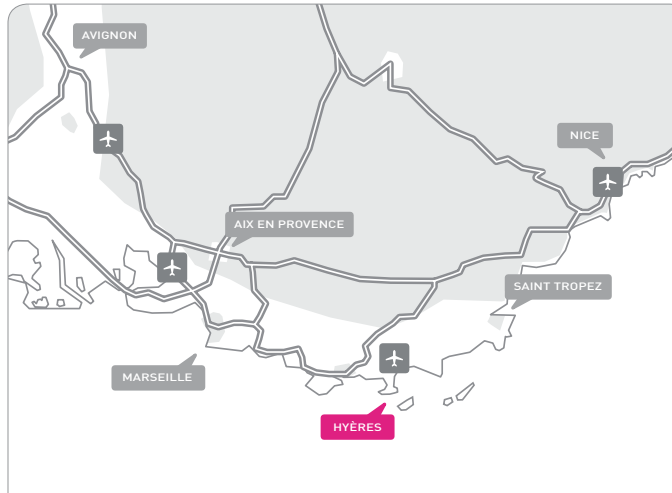 AVIGNON
NICE
AIX EN PROVENCE
SAINT TROPEZ
MARSEILLE
HYÈRES